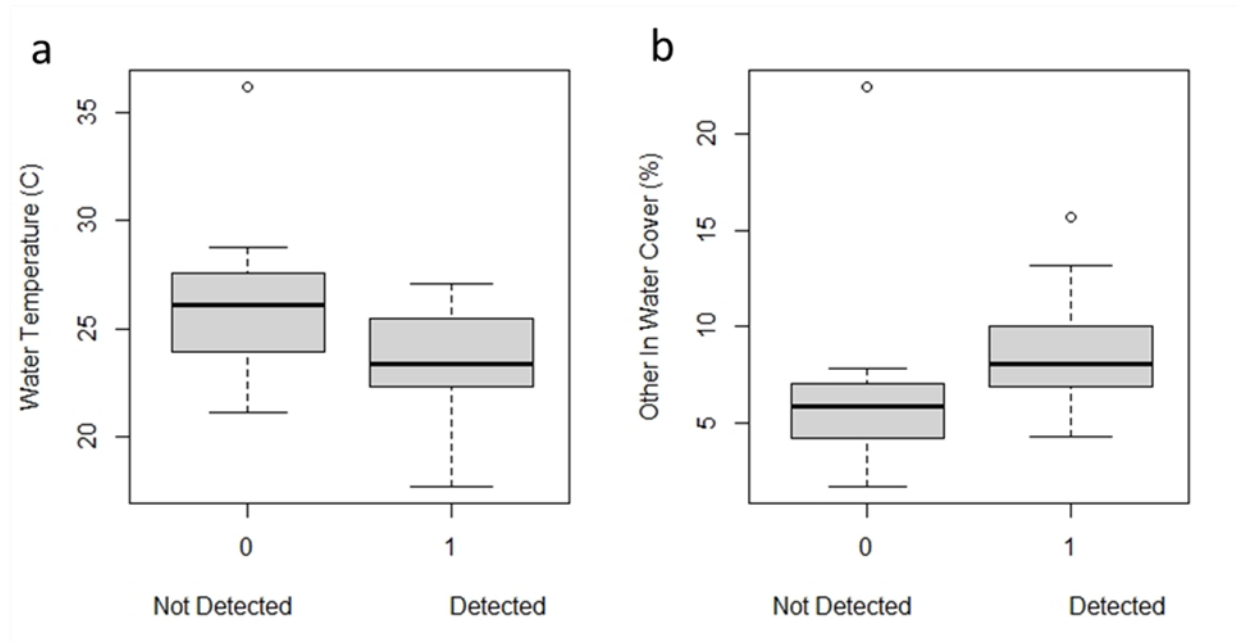 a
Water Temperature (C)
35
30
25
20
0 1
Not Detected Detected
b
Other In Water Cover (%)
20
15
10
5
0 1
Not Detected Detected